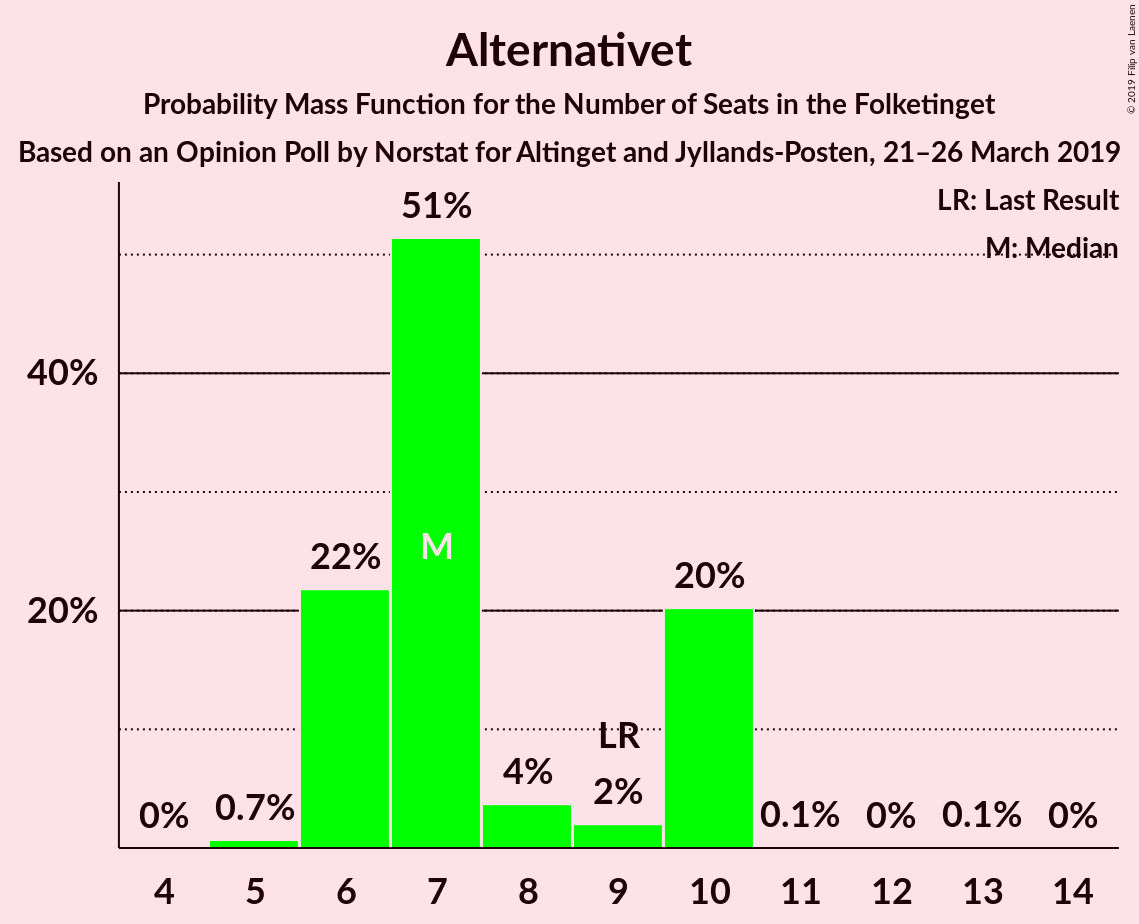 Alternativet
Probability Mass Function for the Number of Seats in the Folketinget
Based on an Opinion Poll by Norstat for Altinget and Jyllands-Posten, 21–26 March 2019
© 2019 Filip van Laenen
LR: Last Result
M: Median
51%
40%
22%
M
20%
20%
LR
4%
2%
0%
0.7%
0.1%
0%
0.1%
0%
4 5 6 7 8 9 10 11 12 13 14